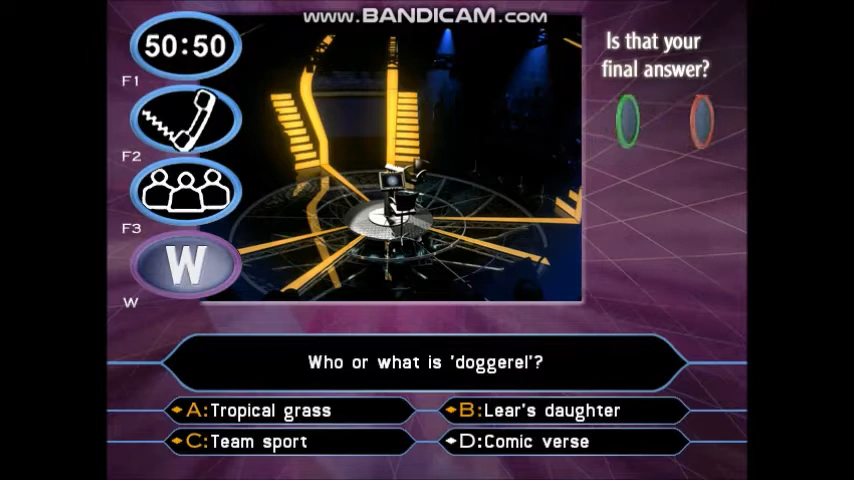 www.BANDICAM.com
50:50
Is that your
final answer?
F1
F2
F3
W
W
Who or what is 'doggerel'?
A:Tropical grass
B:Lear's daughter
C:Team sport
D:Comic verse